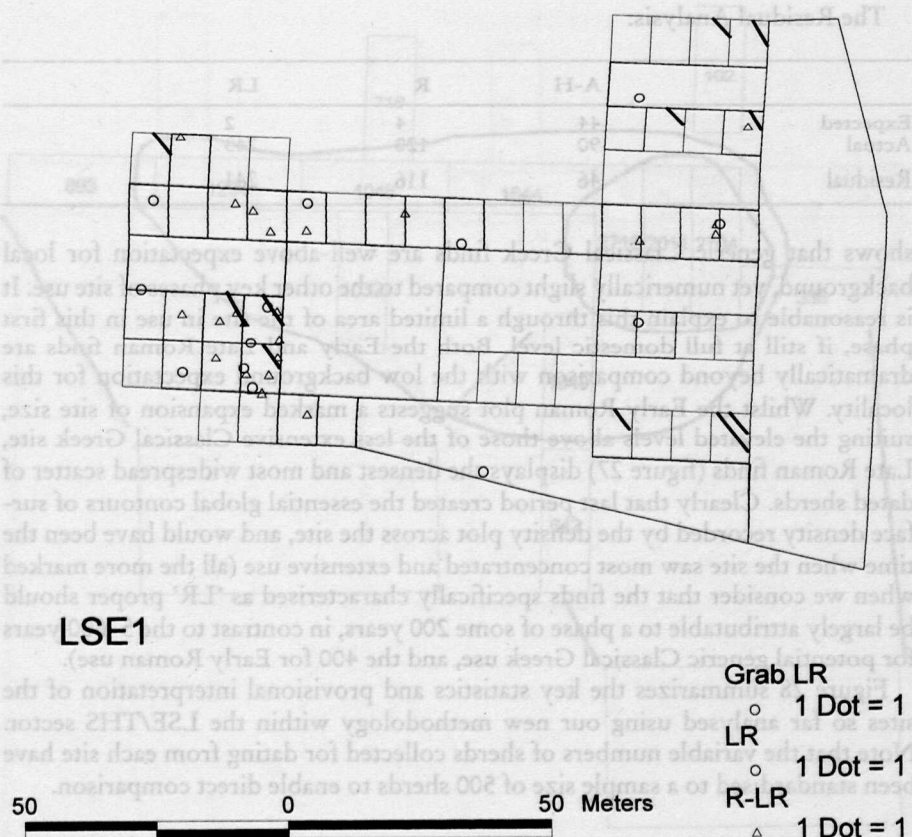 The Residual Analysis:
A-H R LR
Expected 44 4 2
Actual 90 120
Residual 46 116 241
shows that generic Classical Greek finds are well above expectation for local
background, yet numerically slight compared to the other key phases of site use. It
is reasonable to explain this through a limited area of the site in use in this first
phase, if still at full domestic level. Both the Early and Late Roman finds are
dramatically beyond comparison with the low background expectation for this
locality. Whilst the Early Roman plot suggests a marked expansion of site size,
suiting the elevated levels above those of the less extensive Classical Greek site,
Late Roman finds (figure 27) displays the densest and most widespread scatter of
dated sherds. Clearly that last period created the essential global contours of sur-
face density recorded by the density plot across the site, and would have been the
time when the site saw most concentrated and extensive use (all the more marked
when we consider that the finds specifically characterised as 'LR' proper should
be largely attributable to a phase of some 200 years, in contrast to the years
for potential generic Classical Greek use, and the 400 for Early Roman use).
Figure 28 summarizes the key statistics and provisional interpretation of the
sites so far analysed using our new methodology within the LSE/THS sector.
Note that the variable numbers of sherds collected for dating from each site have
been standardised to a sample size of 500 sherds to enable direct comparison.
LSE1
Grab LR
1 Dot = 1
LR
1 Dot = 1
R-LR
1 Dot = 1
50 0 50 Meters